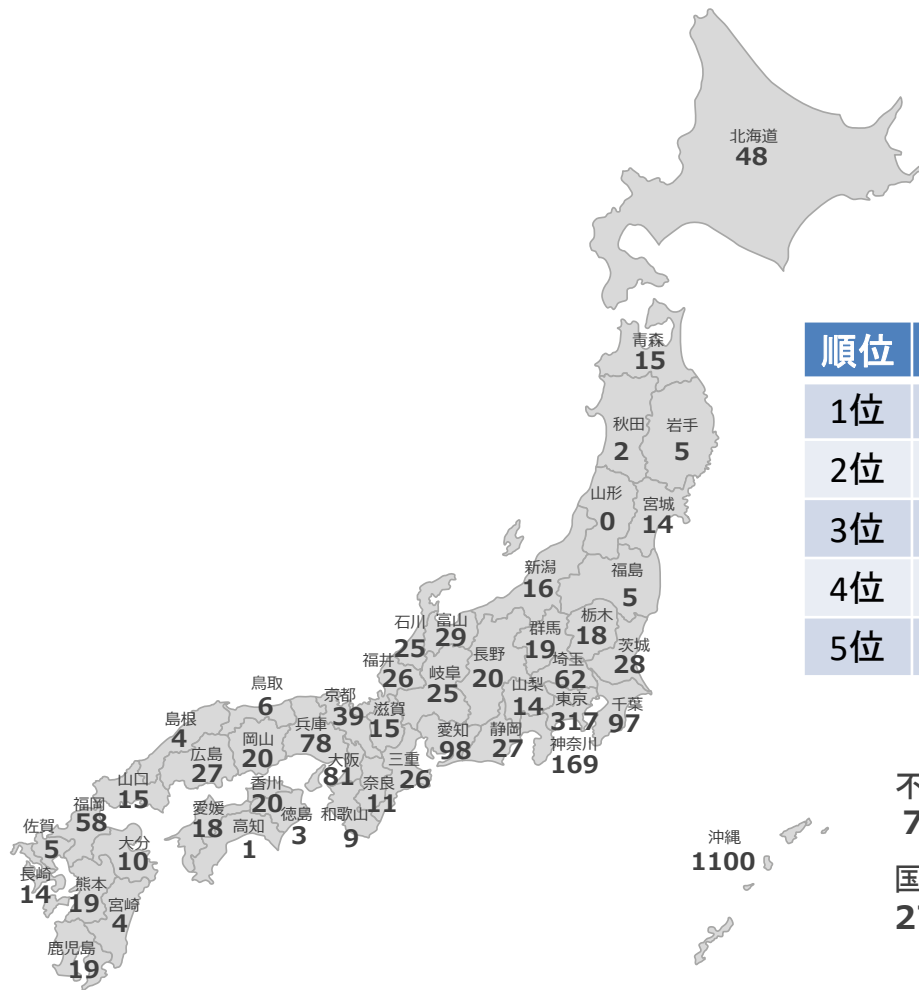 北海道
48
青森
15
秋田
2
岩手
5
山形
0
宮城
14
新潟
16
福島
5
石川
25
富山
29
群馬
19
栃木
18
茨城
28
福井
26
岐阜
25
長野
20
埼玉
62
山梨
14
東京
317
千葉
97
神奈川
169
鳥取
6
京都
39
滋賀
15
愛知
98
静岡
27
島根
4
岡山
20
兵庫
78
広島
27
大阪
81
奈良
11
三重
26
山口
15
香川
20
徳島
3
和歌山
9
福岡
58
愛媛
18
高知
1
佐賀
5
大分
10
長崎
14
熊本
19
宮崎
4
鹿児島
19
沖縄
1100
順位
1位
2位
3位
4位
5位
不
7
国
2